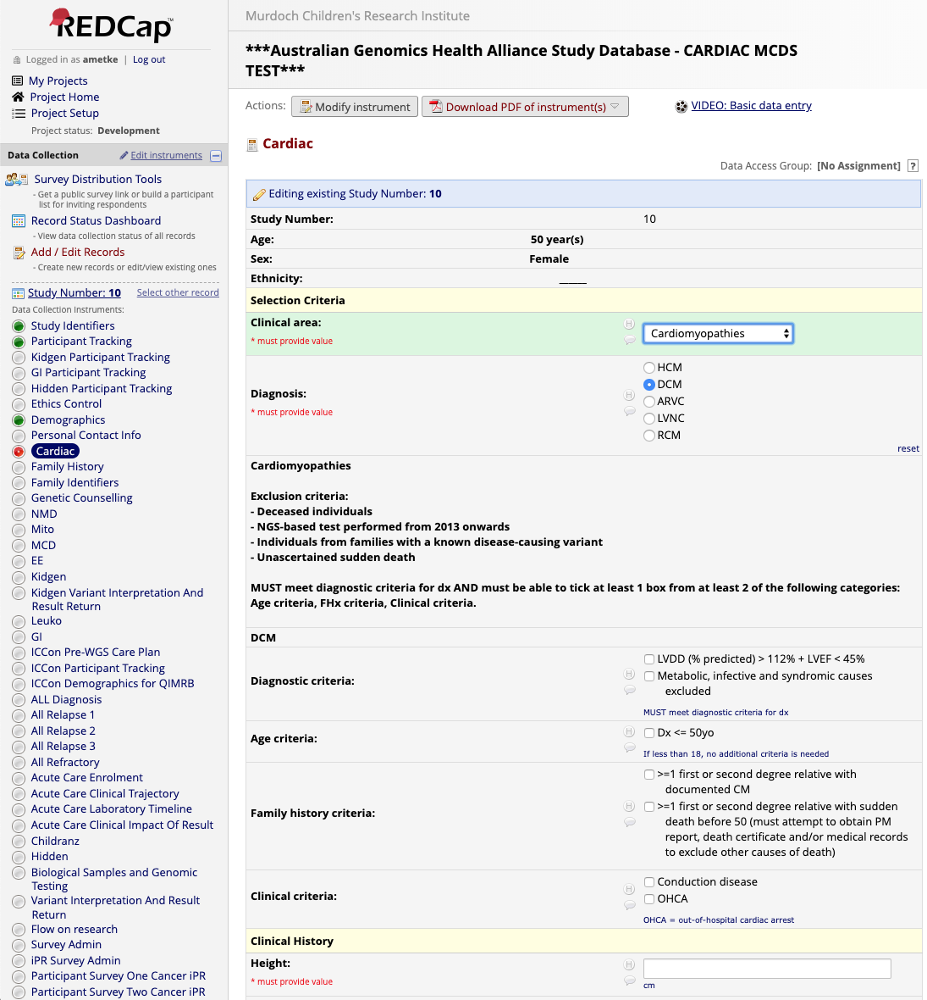 REDCap™
Logged in as ametke | Log out
My Projects
Project Home
Project Setup
Project status: Development
Data Collection Edit instruments
Survey Distribution Tools
- Get a public survey link or build a participant
list for inviting respondents
Record Status Dashboard
- View data collection status of all records
Add / Edit Records
- Create new records or edit/view existing ones
Study Number: 10 Select other record
Data Collection Instruments:
Study Identifiers
Participant Tracking
Kidgen Participant Tracking
GI Participant Tracking
Hidden Participant Tracking
Ethics Control
Demographics
Personal Contact Info
Cardiac
Family History
Family Identifiers
Genetic Counselling
NMD
Mito
MCD
EE
Kidgen
Kidgen Variant Interpretation And
Result Return
Leuko
GI
ICCon Pre-WGS Care Plan
ICCon Participant Tracking
ICCon Demographics for QIMRB
ALL Diagnosis
All Relapse 1
All Relapse 2
All Relapse 3
All Refractory
Acute Care Enrolment
Acute Care Clinical Trajectory
Acute Care Laboratory Timeline
Acute Care Clinical Impact Of Result
Childranz
Hidden
Biological Samples and Genomic
Testing
Variant Interpretation And Result
Return
Flow on research
Survey Admin
iPR Survey Admin
Participant Survey One Cancer iPR
Participant Survey Two Cancer iPR
Murdoch Children's Research Institute
***Australian Genomics Health Alliance Study Database - CARDIAC MCDS
TEST***
Actions: Modify instrument Download PDF of instrument(s) VIDEO: Basic data entry
Cardiac
Data Access Group: [No Assignment] ?
Editing existing Study Number: 10
Study Number: 10
Age: 50 year(s)
Sex: Female
Ethnicity: ______
Selection Criteria
Clinical area:
* must provide value
H
Cardiomyopathies
Diagnosis:
* must provide value
H
HCM
DCM
ARVC
LVNC
RCM
reset
Cardiomyopathies
Exclusion criteria:
- Deceased individuals
- NGS-based test performed from 2013 onwards
- Individuals from families with a known disease-causing variant
- Unascertained sudden death
MUST meet diagnostic criteria for dx AND must be able to tick at least 1 box from at least 2 of the following categories:
Age criteria, FHx criteria, Clinical criteria.
DCM
Diagnostic criteria:
H
LVDD (% predicted) > 112% + LVEF < 45%
Metabolic, infective and syndromic causes
excluded
MUST meet diagnostic criteria for dx
Age criteria:
H
Dx <= 50yo
If less than 18, no additional criteria is needed
Family history criteria:
H
>=1 first or second degree relative with
documented CM
>=1 first or second degree relative with sudden
death before 50 (must attempt to obtain PM
report, death certificate and/or medical records
to exclude other causes of death)
Clinical criteria:
H
Conduction disease
OHCA
OHCA = out-of-hospital cardiac arrest
Clinical History
Height:
* must provide value
H
cm